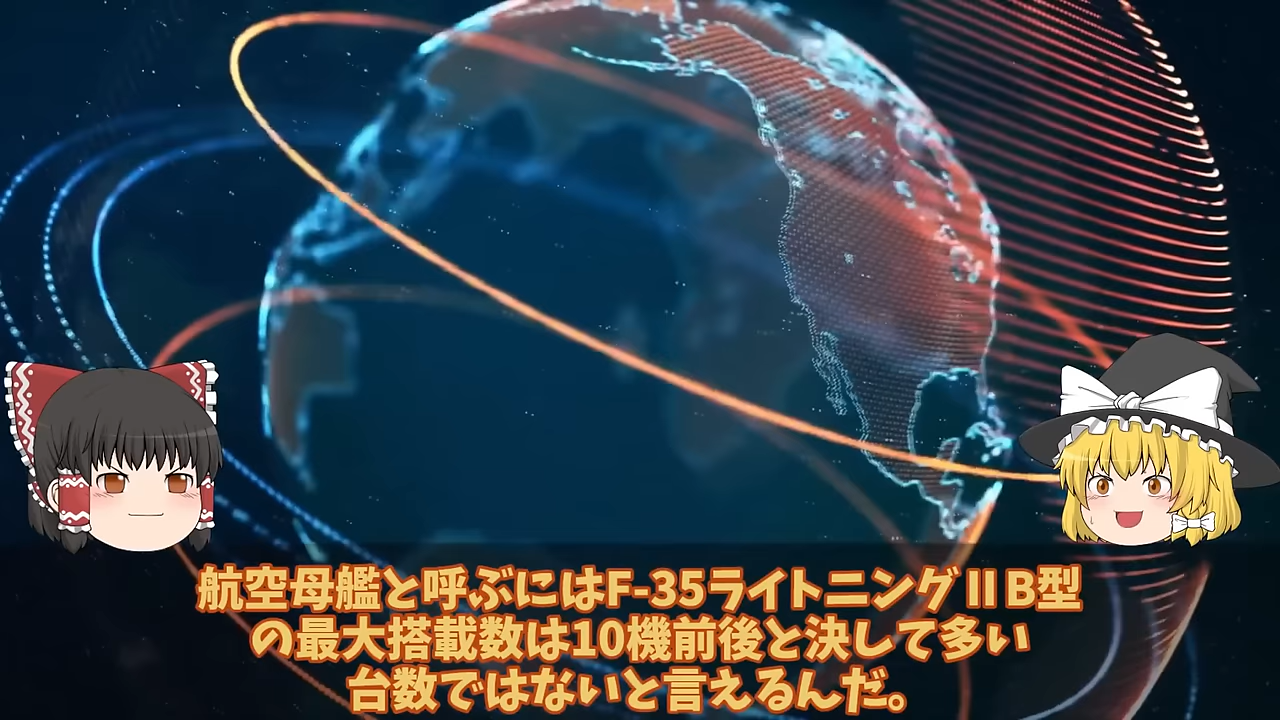 航空母艦と呼ぶにはF-35ライトニングⅡB型
の最大搭載数は10機前後と決して多い
台数ではないと言えるんだ。